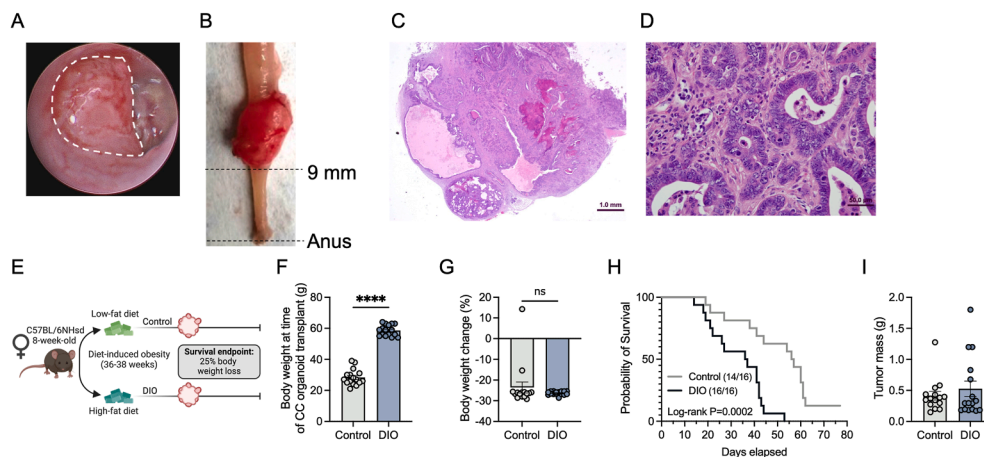 A
B
C
D
9 mm
Anus
1.0 mm
50.0 µm
E
C57BL/6NHsd
8-week-old
Low-fat diet
Control
Diet-induced obesity
(36-38 weeks)
Survival endpoint:
25% body
weight loss
DIO
High-fat diet
F
Body weight at time
of CC organoid transplant (g)
80
60
40
20
0
****
Control DIO
G
Body weight change (%)
20
10
0
-10
-20
-30
-40
ns
Control DIO
H
Probability of Survival
100
50
0
Control (14/16)
DIO (16/16)
Log-rank P=0.0002
0 10 20 30 40 50 60 70 80
Days elapsed
I
Tumor mass (g)
2.0
1.5
1.0
0.5
0.0
Control DIO